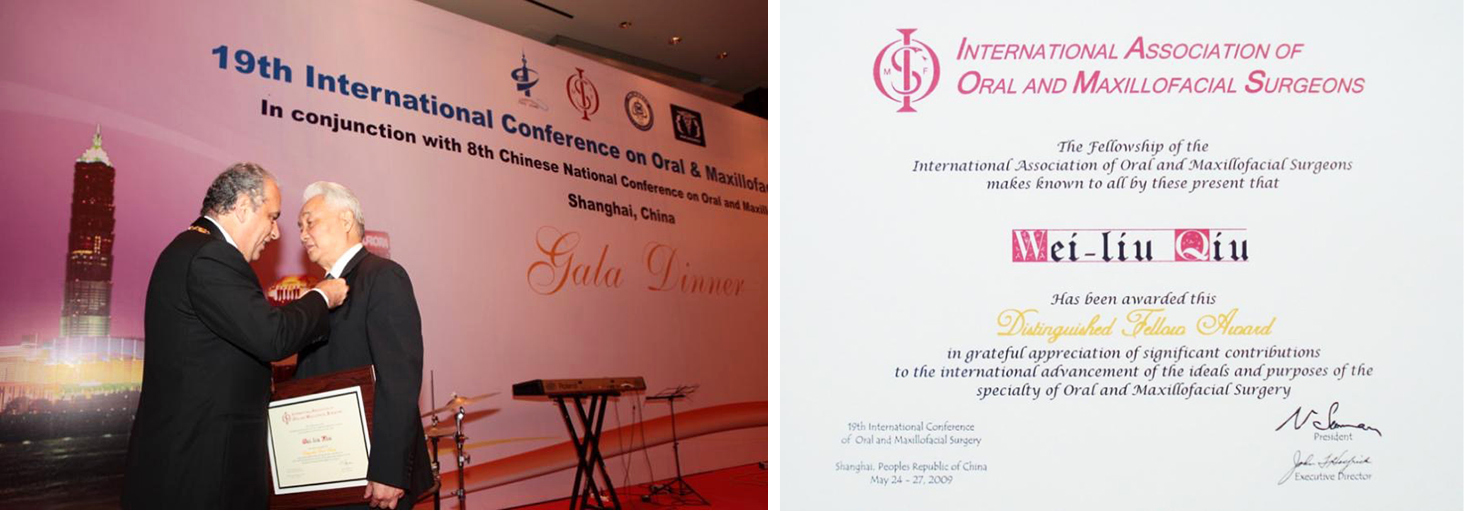 19th International Conference on Oral & Maxillofa
In conjunction with 8th Chinese National Conference on Oral and Maxill
Shanghai, China
Gala Dinner
INTERNATIONAL ASSOCIATION OF
ORAL AND MAXILLOFACIAL SURGEONS
M F
The Fellowship of the
International Association of Oral and Maxillofacial Surgeons
makes known to all by these present that
Wei-liu Qiu
Has been awarded this
Distinguished Fellow Award
in grateful appreciation of significant contributions
to the international advancement of the ideals and purposes of the
specialty of Oral and Maxillofacial Surgery
19th International Conference
of Oral and Maxillofacial Surgery
Shanghai, Peoples Republic of China
May 24 - 27, 2009
President
Executive Director